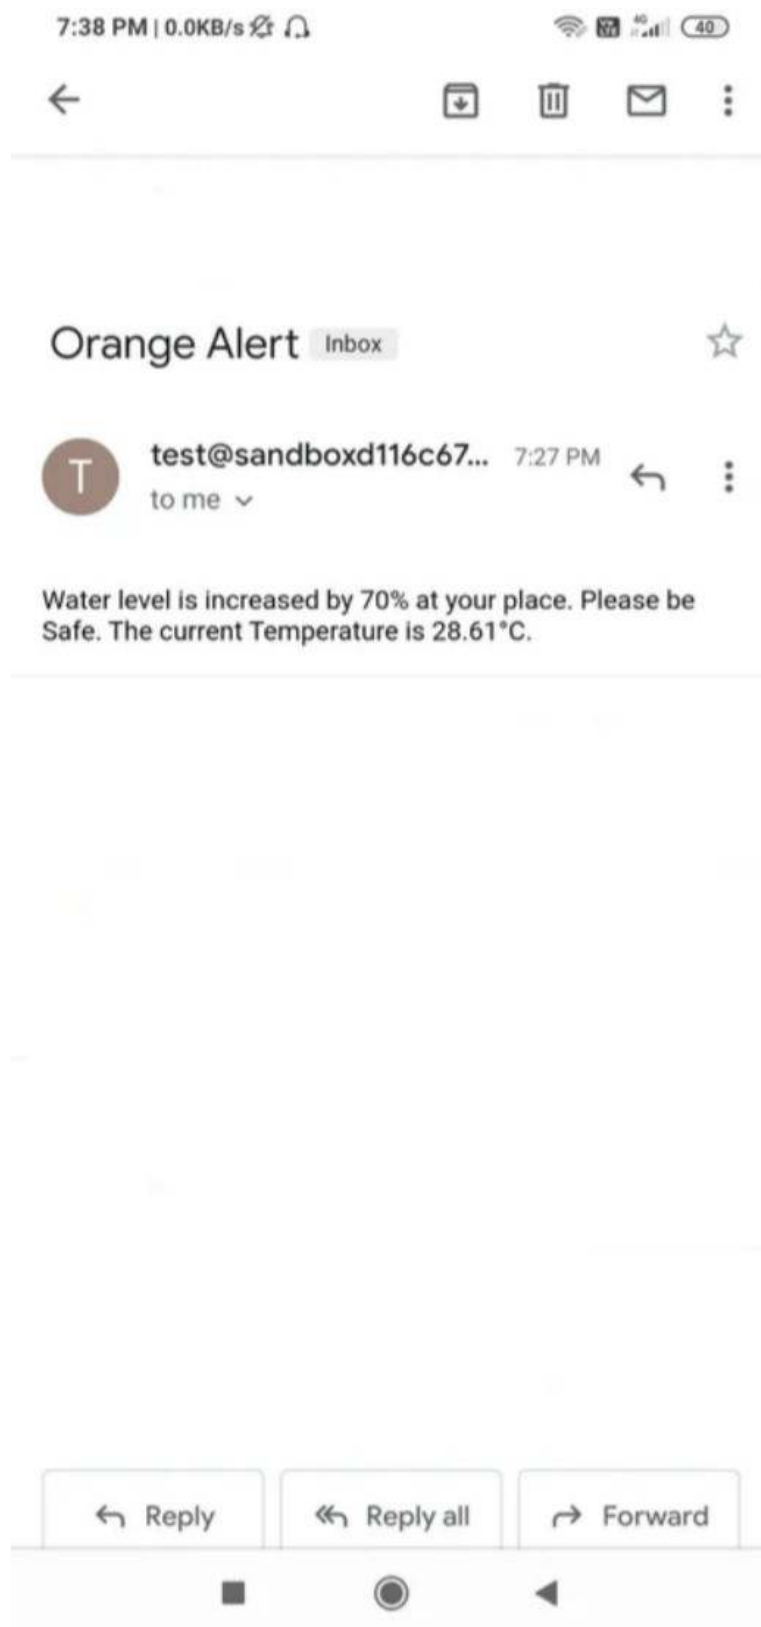 7:38 PM | 0.0KB/s 4G 40
Orange Alert Inbox
T
test@sandboxd116c67... 7:27 PM
to me
Water level is increased by 70% at your place. Please be
Safe. The current Temperature is 28.61°C.
Reply Reply all Forward